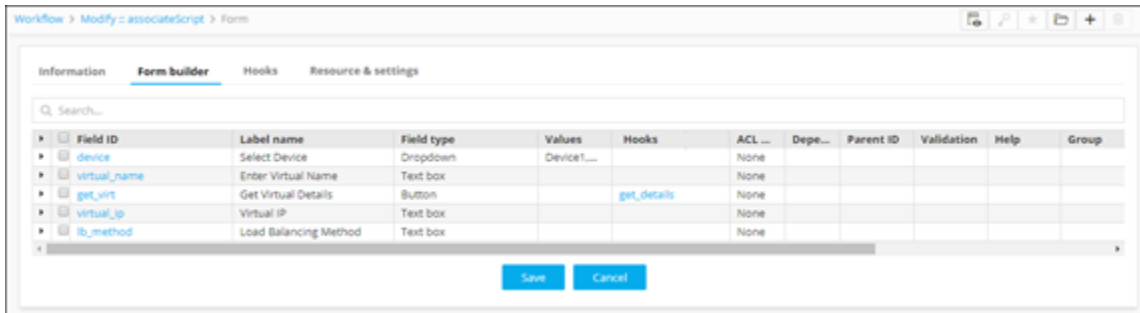 Workflow > Modify :: associateScript > Form
Information Form builder Hooks Resource & settings
Search...
Field ID Label name Field type Values Hooks ACL ... Depe... Parent ID Validation Help Group
device Select Device Dropdown Device1,... None
virtual_name Enter Virtual Name Text box None
get_virt Get Virtual Details Button get_details None
virtual_ip Virtual IP Text box None
lb_method Load Balancing Method Text box None
Save Cancel